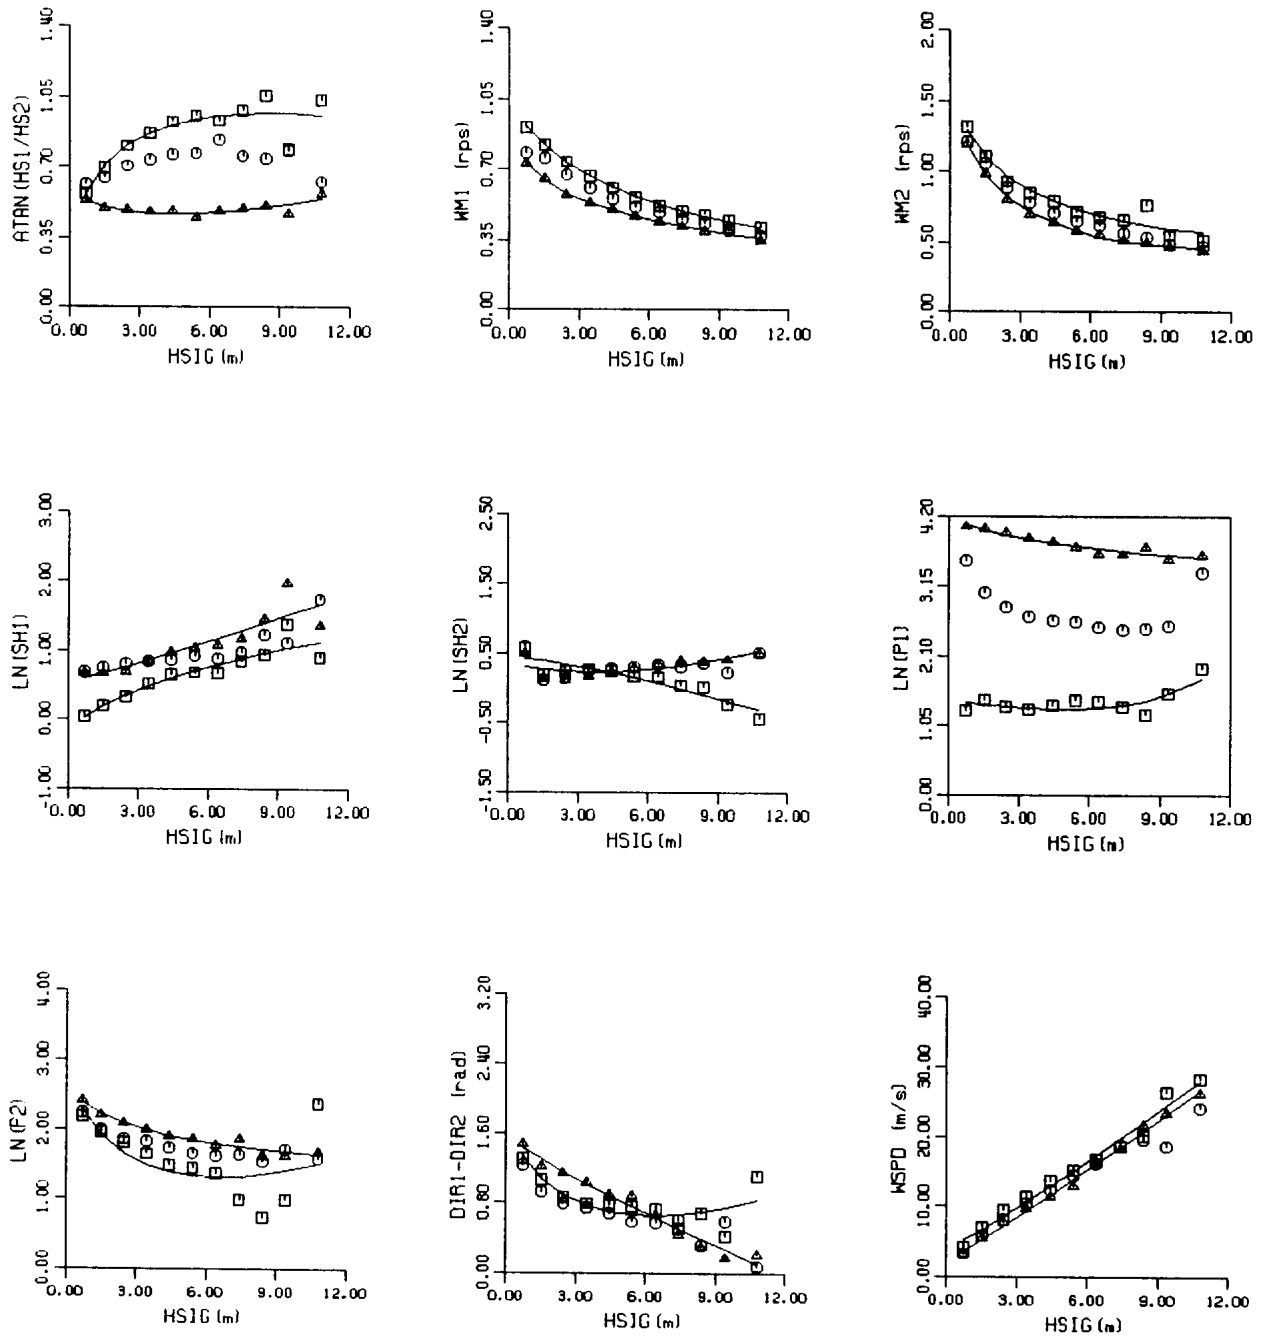 ATAN(HS1/HS2)
1.40
1.05
0.70
0.35
0.00
0.00 3.00 6.00 9.00 12.00
HSIG (m)
WM1 (rps)
1.40
1.05
0.70
0.35
0.00
0.00 3.00 6.00 9.00 12.00
HSIG (m)
WM2 (rps)
2.00
1.50
1.00
0.50
0.00
0.00 3.00 6.00 9.00 12.00
HSIG (m)
LN(SH1)
3.00
2.00
1.00
0.00
-1.00
0.00 3.00 6.00 9.00 12.00
HSIG (m)
LN(SH2)
2.50
1.50
0.50
-0.50
-1.50
0.00 3.00 6.00 9.00 12.00
HSIG (m)
LN(P1)
4.20
3.15
2.10
1.05
0.00
0.00 3.00 6.00 9.00 12.00
HSIG (m)
LN(P2)
4.00
3.00
2.00
1.00
0.00
0.00 3.00 6.00 9.00 12.00
HSIG (m)
DIR1-DIR2 (rad)
3.20
2.40
1.60
0.80
0.00
0.00 3.00 6.00 9.00 12.00
HSIG (m)
WSPD (m/s)
40.00
30.00
20.00
10.00
0.00
0.00 3.00 6.00 9.00 12.00
HSIG (m)